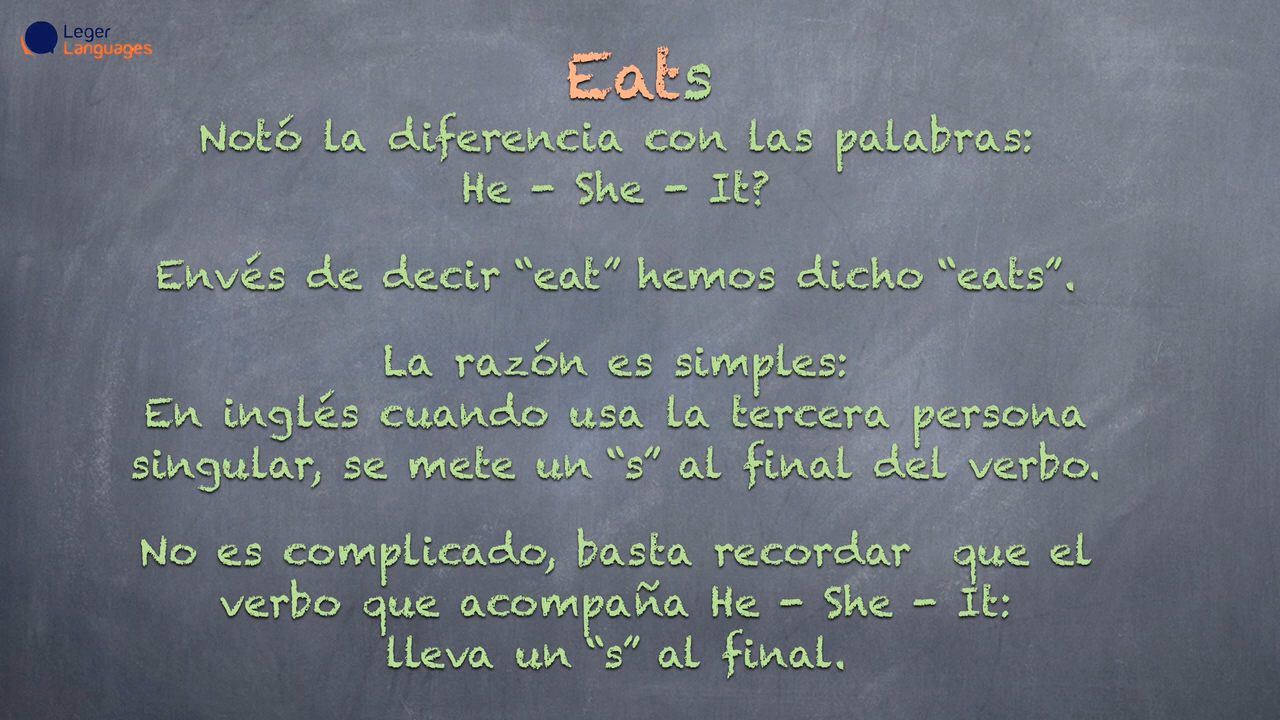 Leger
Languages
Eats
Notó la diferencia con las palabras:
He - She - It?
Envés de decir “eat” hemos dicho “eats”.
La razón es simples:
En inglés cuando usa la tercera persona
singular, se mete un “s” al final del verbo.
No es complicado, basta recordar  que el
verbo que acompaña He - She - It:
lleva un “s” al final.